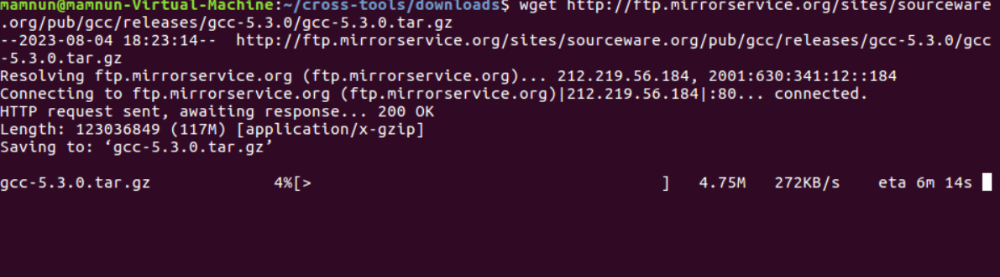 mamnun@mamnun-Virtual-Machine:~/cross-tools/downloads$ wget http://ftp.mirrorservice.org/sites/sourceware
.org/pub/gcc/releases/gcc-5.3.0/gcc-5.3.0.tar.gz
--2023-08-04 18:23:14--  http://ftp.mirrorservice.org/sites/sourceware.org/pub/gcc/releases/gcc-5.3.0/gcc
-5.3.0.tar.gz
Resolving ftp.mirrorservice.org (ftp.mirrorservice.org)... 212.219.56.184, 2001:630:341:12::184
Connecting to ftp.mirrorservice.org (ftp.mirrorservice.org)|212.219.56.184|:80... connected.
HTTP request sent, awaiting response... 200 OK
Length: 123036849 (117M) [application/x-gzip]
Saving to: ‘gcc-5.3.0.tar.gz’
gcc-5.3.0.tar.gz             4%[>                                     ]   4.75M   272KB/s    eta 6m 14s